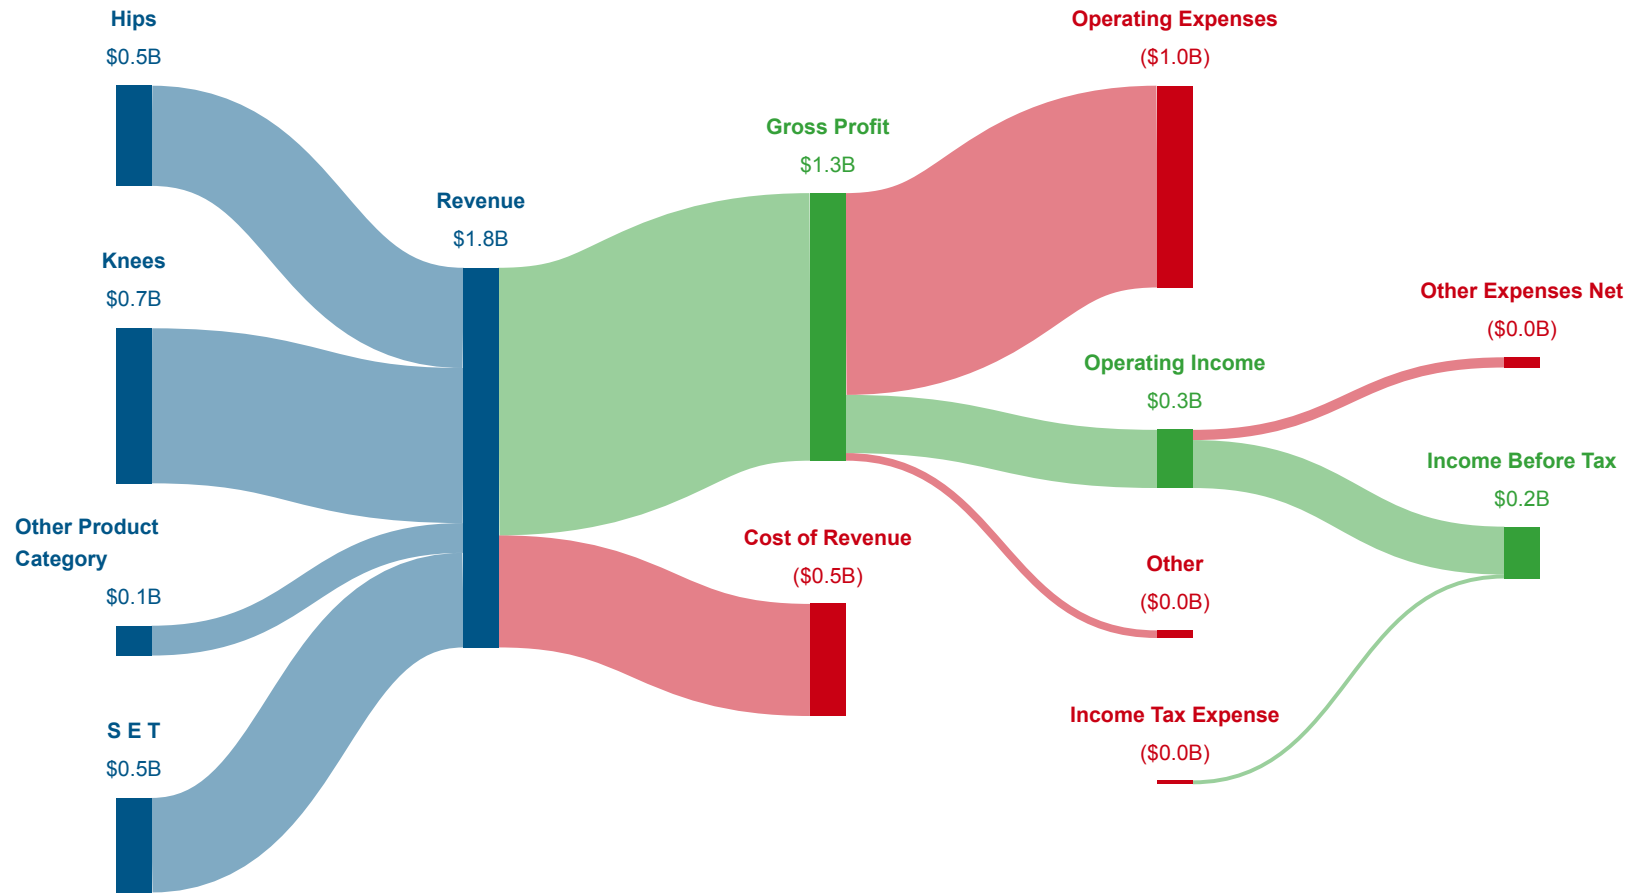 Hips
$0.5B
Knees
$0.7B
Other Product
Category
$0.1B
S E T
$0.5B
Revenue
$1.8B
Gross Profit
$1.3B
Cost of Revenue
($0.5B)
Operating Expenses
($1.0B)
Operating Income
$0.3B
Other
($0.0B)
Income Tax Expense
($0.0B)
Other Expenses Net
($0.0B)
Income Before Tax
$0.2B